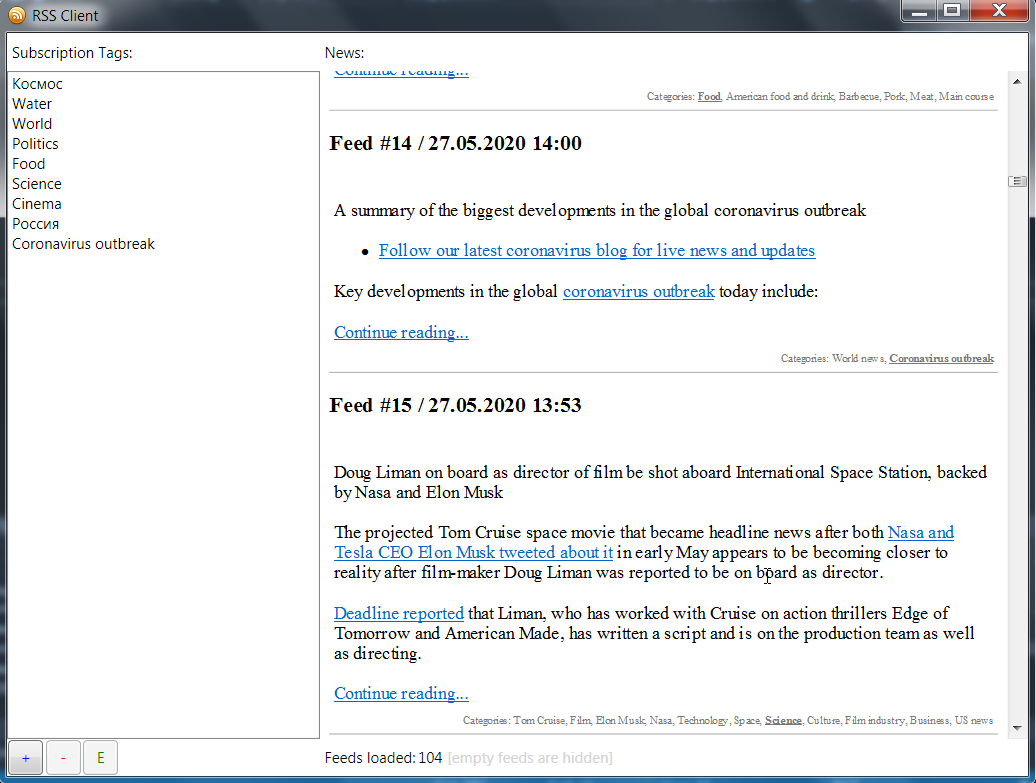 RSS Client
Subscription Tags:
News:
Космос
Water
World
Politics
Food
Science
Cinema
Россия
Coronavirus outbreak
Continue reading...
Categories: Food, American food and drink, Barbecue, Pork, Meat, Main course
Feed #14 / 27.05.2020 14:00
A summary of the biggest developments in the global coronavirus outbreak
• Follow our latest coronavirus blog for live news and updates
Key developments in the global coronavirus outbreak today include:
Continue reading...
Categories: World news, Coronavirus outbreak
Feed #15 / 27.05.2020 13:53
Doug Liman on board as director of film be shot aboard International Space Station, backed
by Nasa and Elon Musk
The projected Tom Cruise space movie that became headline news after both Nasa and
Tesla CEO Elon Musk tweeted about it in early May appears to be becoming closer to
reality after film-maker Doug Liman was reported to be on board as director.
Deadline reported that Liman, who has worked with Cruise on action thrillers Edge of
Tomorrow and American Made, has written a script and is on the production team as well
as directing.
Continue reading...
Categories: Tom Cruise, Film, Elon Musk, Nasa, Technology, Space, Science, Culture, Film industry, Business, US news
+ - E
Feeds loaded: 104 [empty feeds are hidden]